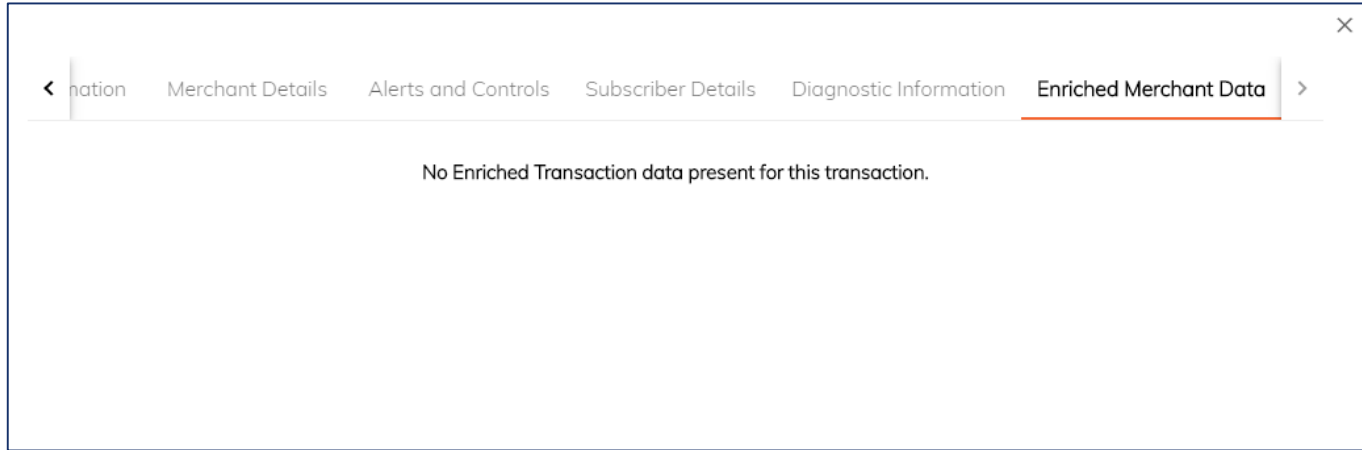 nation Merchant Details Alerts and Controls Subscriber Details Diagnostic Information Enriched Merchant Data
No Enriched Transaction data present for this transaction.